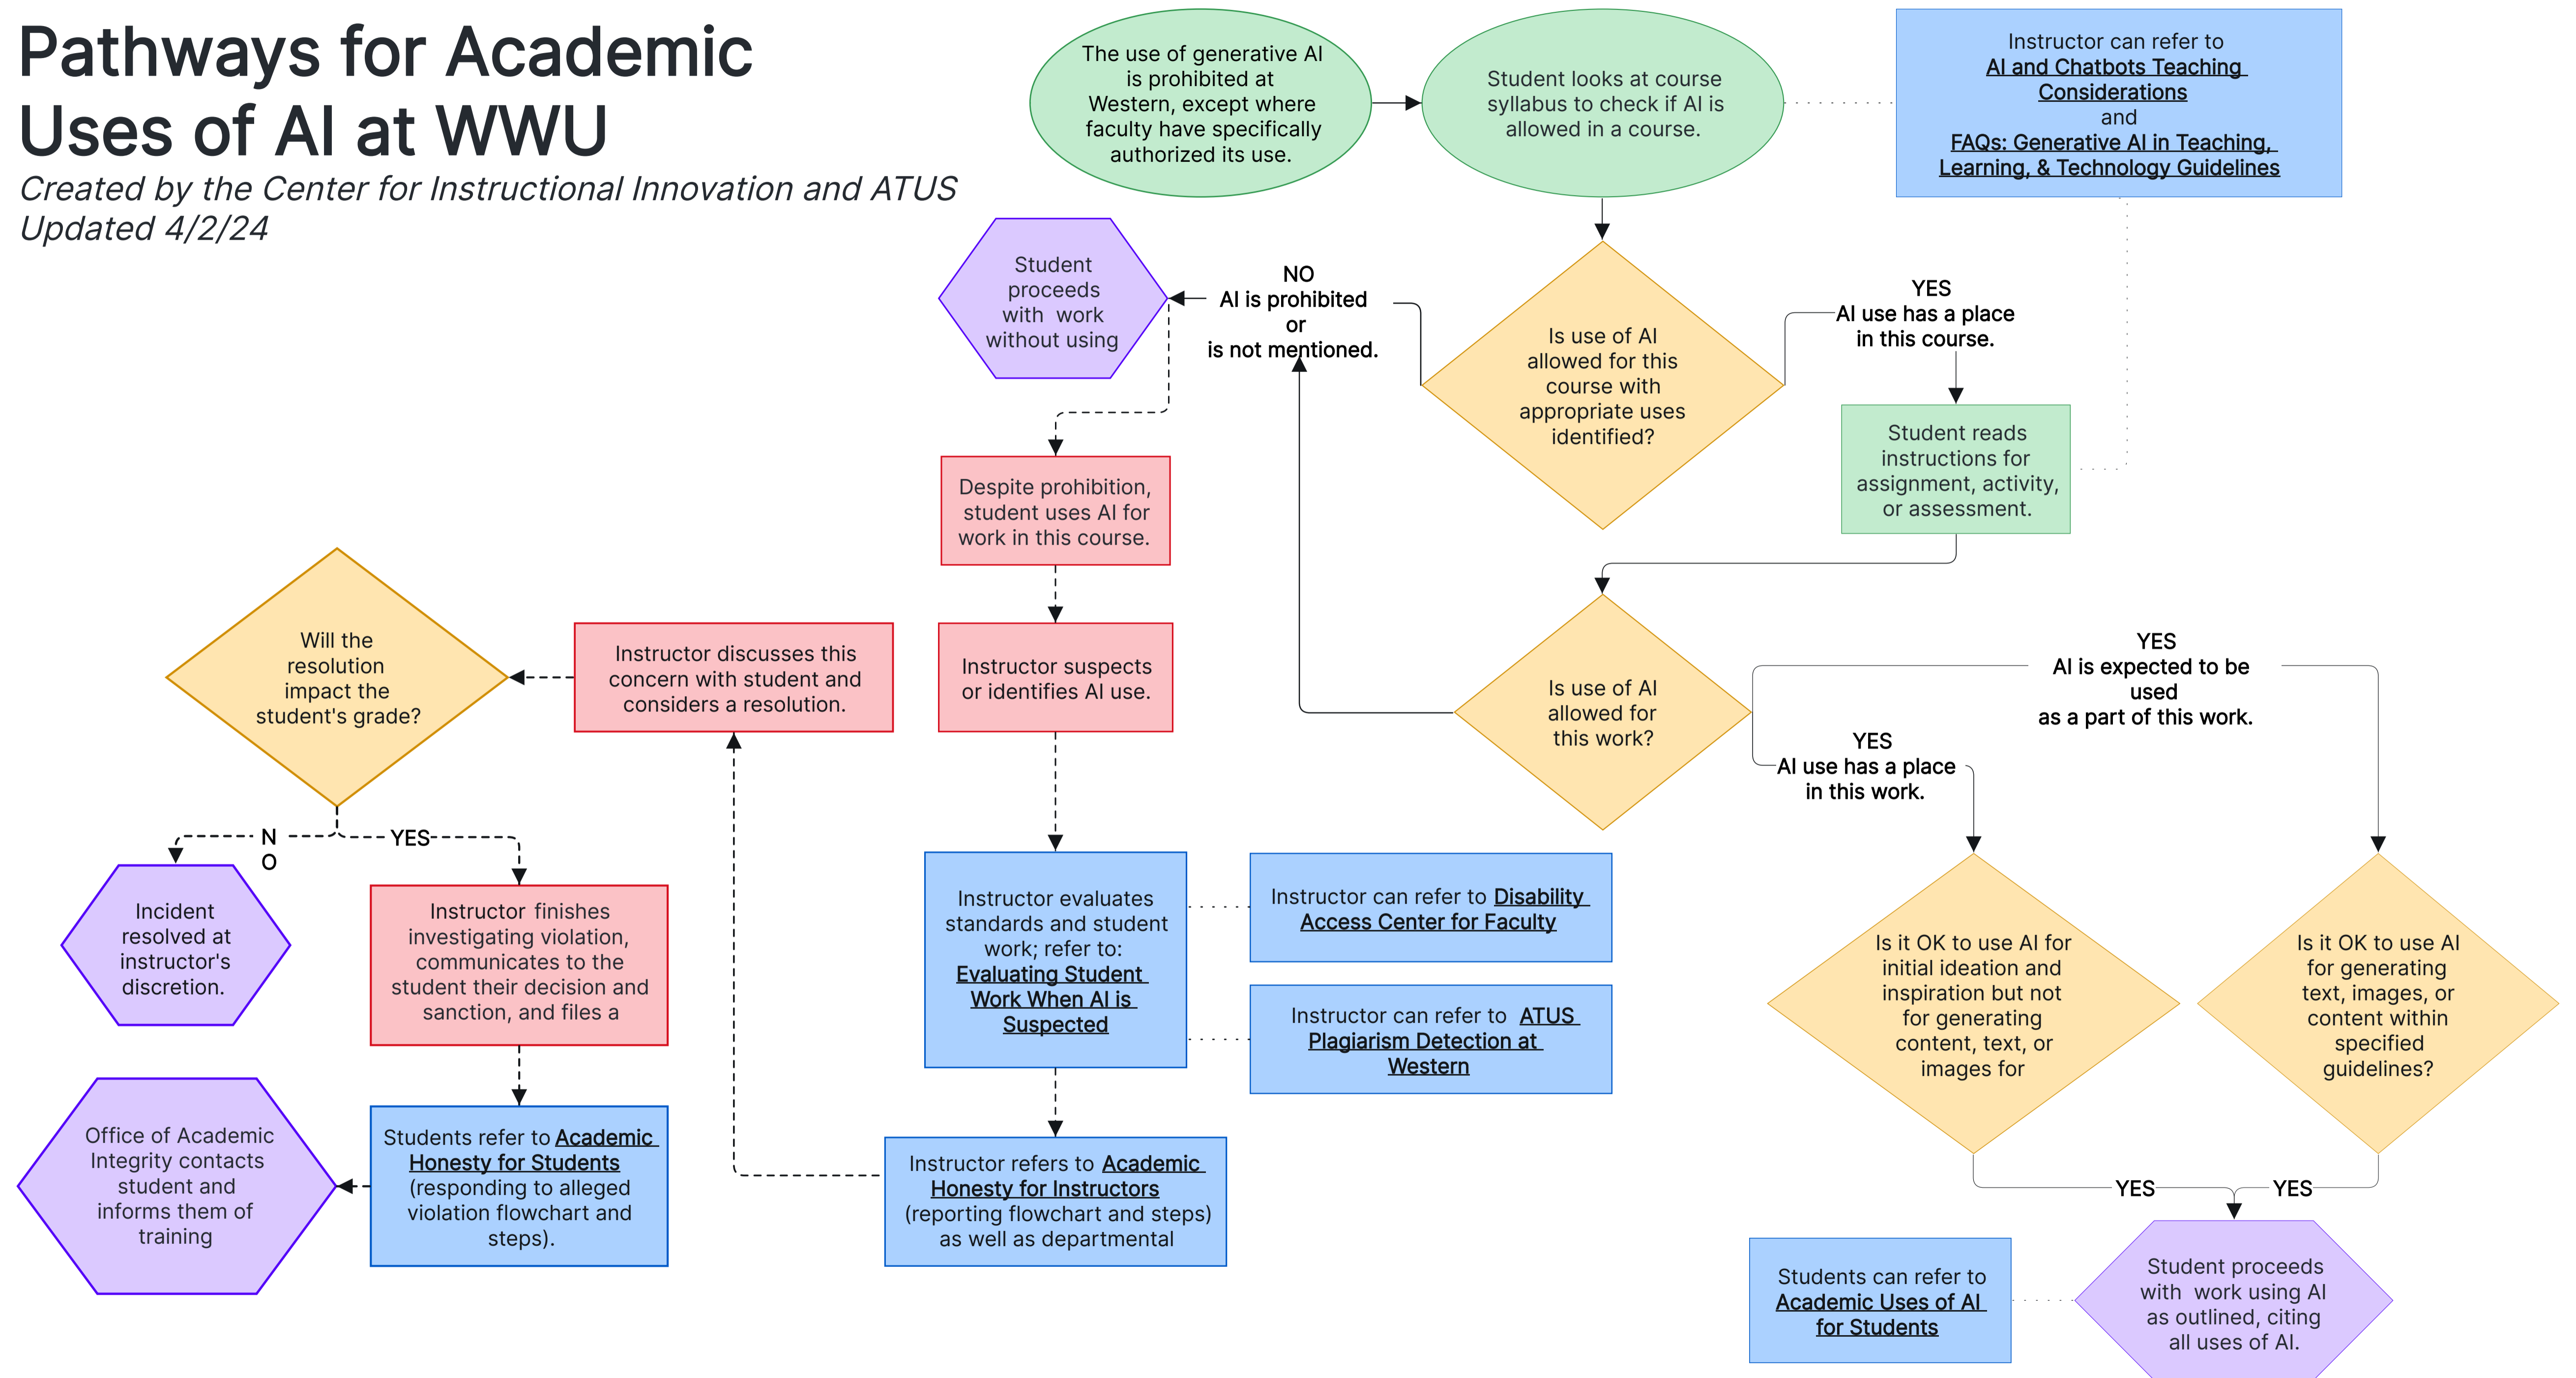 Pathways for Academic
Uses of AI at WWU
Created by the Center for Instructional Innovation and ATUS
Updated 4/2/24
The use of generative AI
is prohibited at
Western, except where
faculty have specifically
authorized its use.
Student looks at course
syllabus to check if AI is
allowed in a course.
Instructor can refer to
AI and Chatbots Teaching
Considerations
and
FAQs: Generative AI in Teaching,
Learning, & Technology Guidelines
Student
proceeds
with work
without using
NO
AI is prohibited
or
is not mentioned.
Is use of AI
allowed for this
course with
appropriate uses
identified?
YES
AI use has a place
in this course.
Student reads
instructions for
assignment, activity,
or assessment.
Despite prohibition,
student uses AI for
work in this course.
Will the
resolution
impact the
student's grade?
Instructor discusses this
concern with student and
considers a resolution.
Instructor suspects
or identifies AI use.
Is use of AI
allowed for
this work?
YES
AI is expected to be
used
as a part of this work.
YES
AI use has a place
in this work.
N
O
YES
Incident
resolved at
instructor's
discretion.
Instructor finishes
investigating violation,
communicates to the
student their decision and
sanction, and files a
Instructor evaluates
standards and student
work; refer to:
Evaluating Student
Work When AI is
Suspected
Instructor can refer to Disability
Access Center for Faculty
Instructor can refer to ATUS
Plagiarism Detection at
Western
Is it OK to use AI for
initial ideation and
inspiration but not
for generating
content, text, or
images for
Is it OK to use AI
for generating
text, images, or
content within
specified
guidelines?
Office of Academic
Integrity contacts
student and
informs them of
training
Students refer to Academic
Honesty for Students
(responding to alleged
violation flowchart and
steps).
Instructor refers to Academic
Honesty for Instructors
(reporting flowchart and steps)
as well as departmental
YES
YES
Students can refer to
Academic Uses of AI
for Students
Student proceeds
with work using AI
as outlined, citing
all uses of AI.